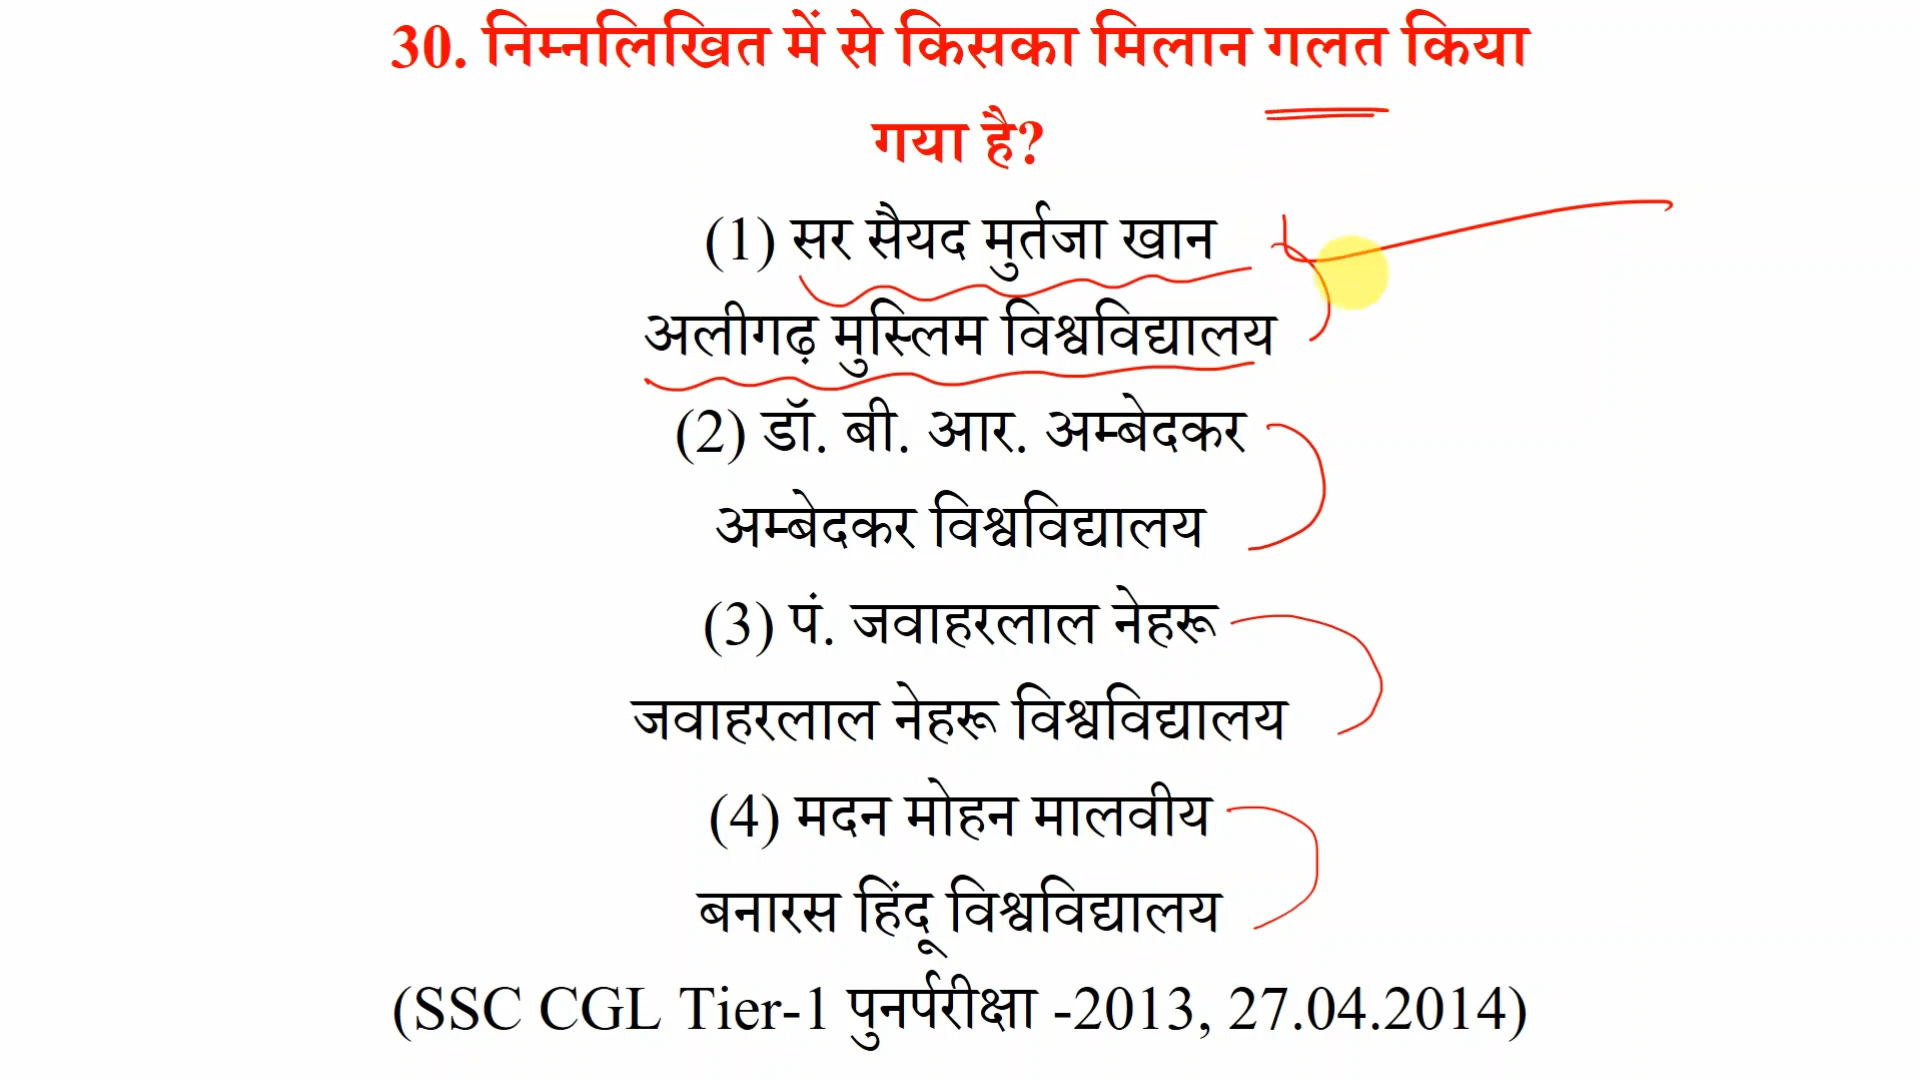 30. निम्नलिखित में से किसका मिलान गलत किया
गया है?
(1) सर सैयद मुर्तजा खान
अलीगढ़ मुस्लिम विश्वविद्यालय
(2) डॉ. बी. आर. अम्बेदकर
अम्बेदकर विश्वविद्यालय
(3) पं. जवाहरलाल नेहरू
जवाहरलाल नेहरू विश्वविद्यालय
(4) मदन मोहन मालवीय
बनारस हिंदू विश्वविद्यालय
(SSC CGL Tier-1 पुनर्परीक्षा -2013, 27.04.2014)